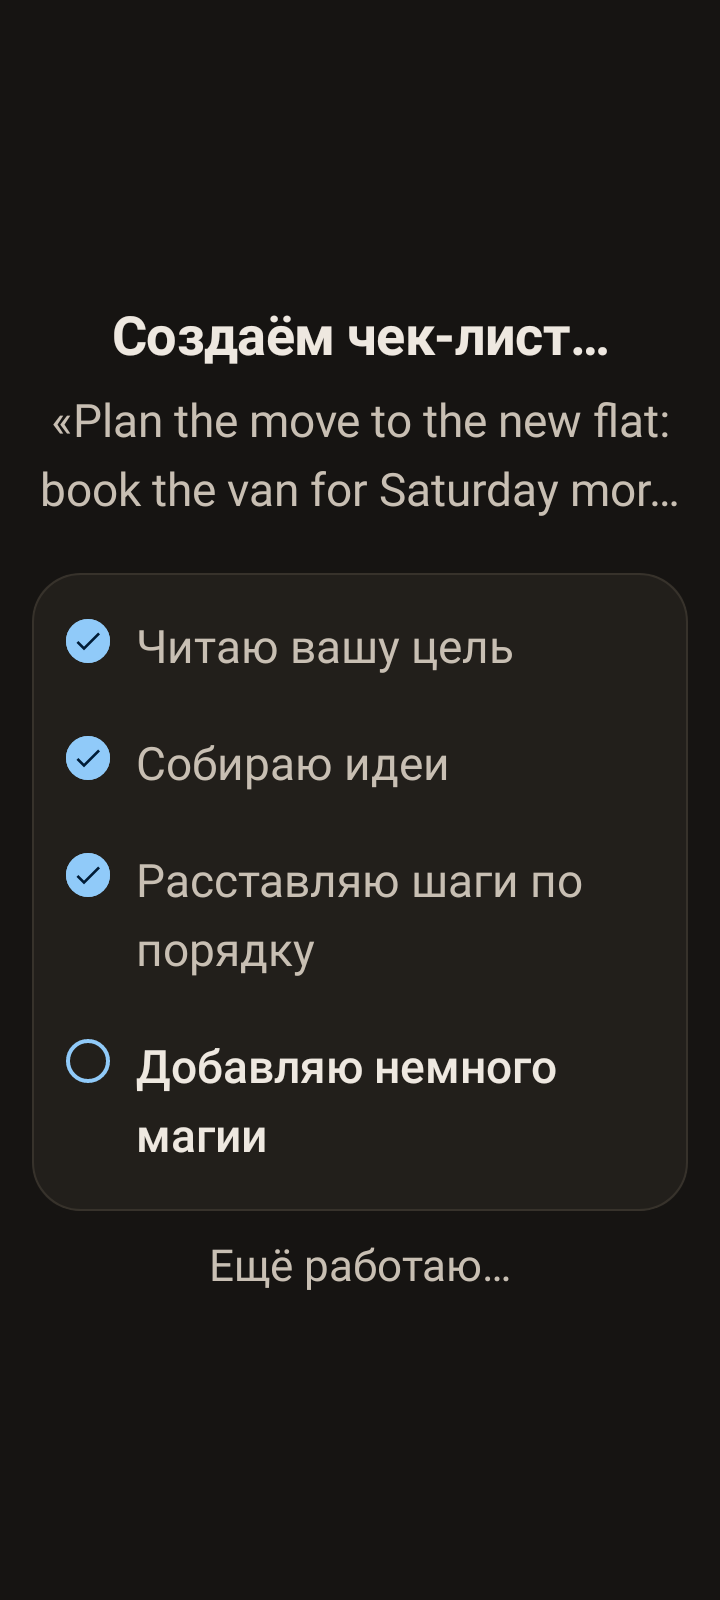 Создаём чек-лист…
«Plan the move to the new flat:
book the van for Saturday mor…
Читаю вашу цель
Собираю идеи
Расставляю шаги по
порядку
Добавляю немного
магии
Ещё работаю…